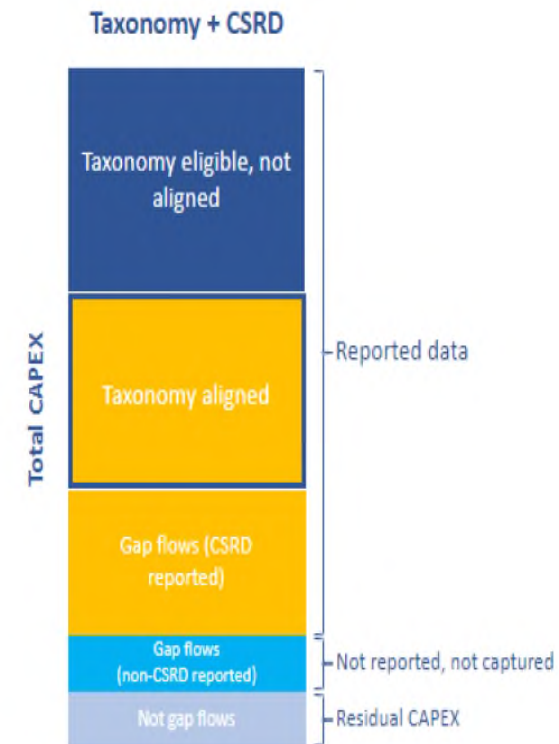 Taxonomy + CSRD
Taxonomy eligible, not
aligned
Total CAPEX
Reported data
Taxonomy aligned
Gap flows (CSRD
reported)
Gap flows
(non-CSRD reported)
Not reported, not captured
Not gap flows
Residual CAPEX